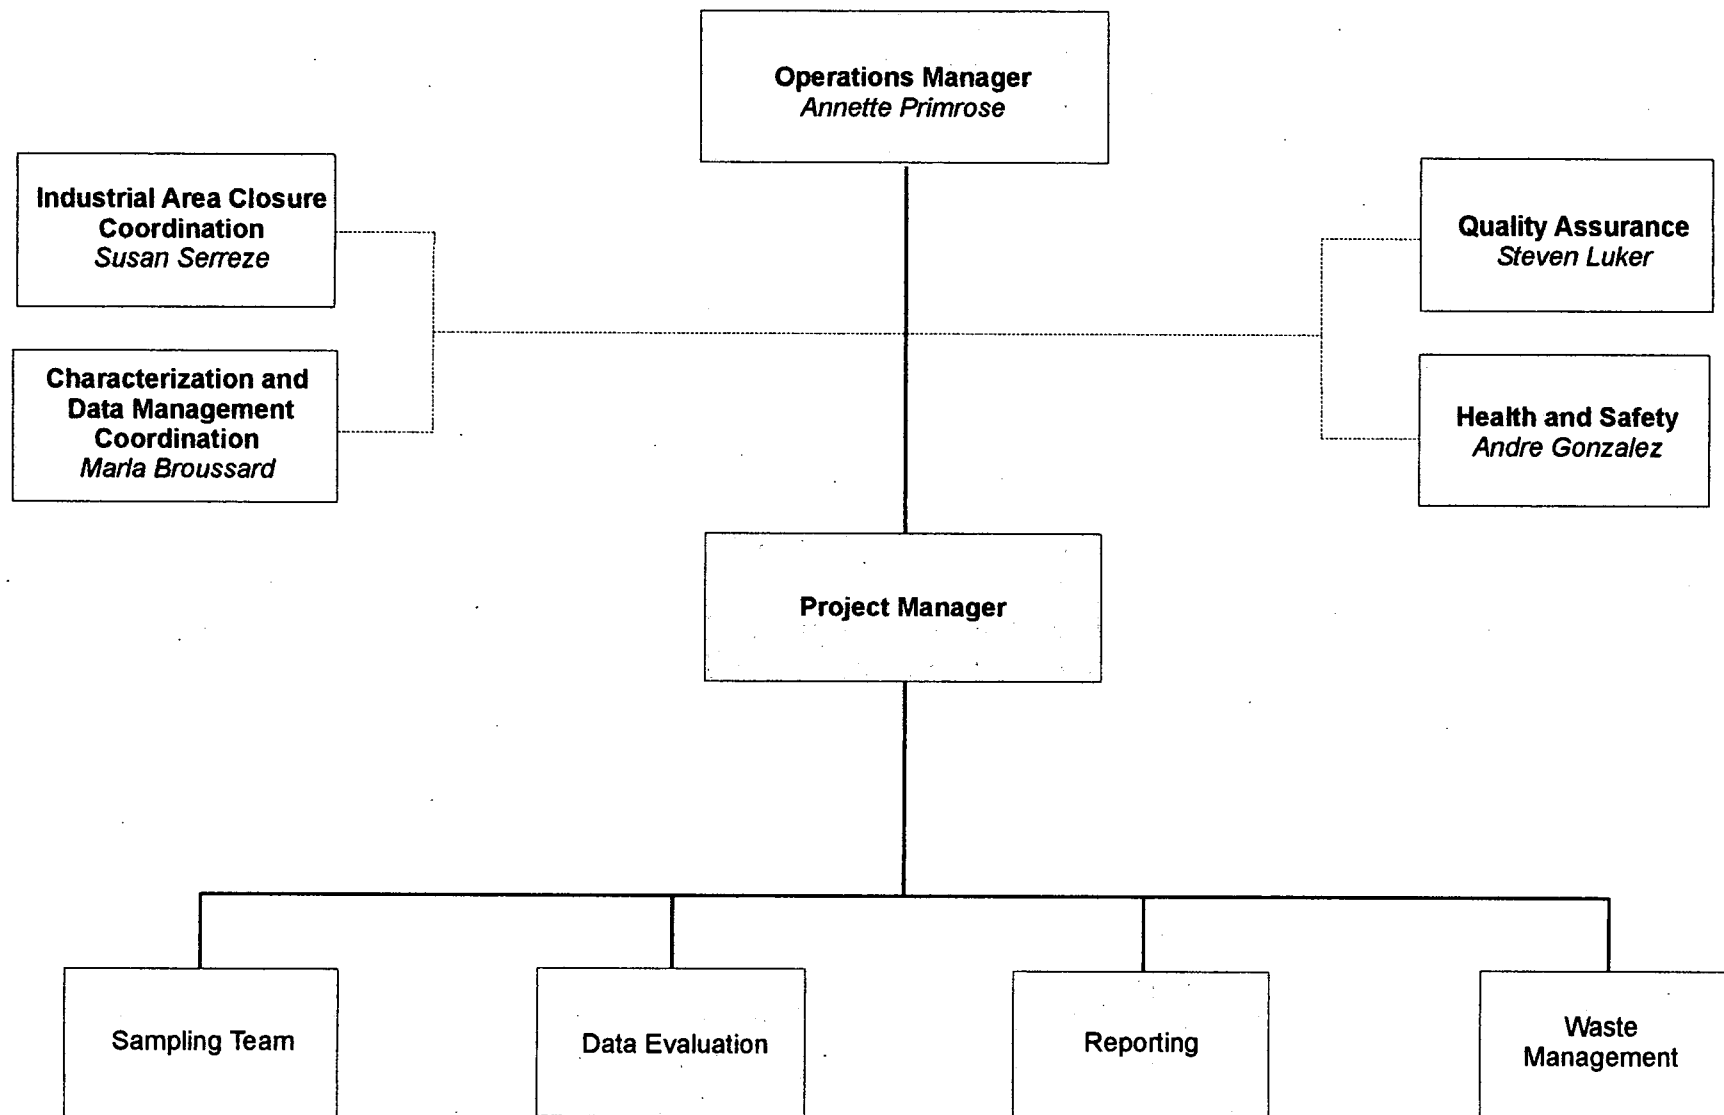 Operations Manager
Annette Primrose
Industrial Area Closure
Coordination
Susan Serreze
Quality Assurance
Steven Luker
Characterization and
Data Management
Coordination
Marla Broussard
Health and Safety
Andre Gonzalez
Project Manager
Sampling Team
Data Evaluation
Reporting
Waste
Management